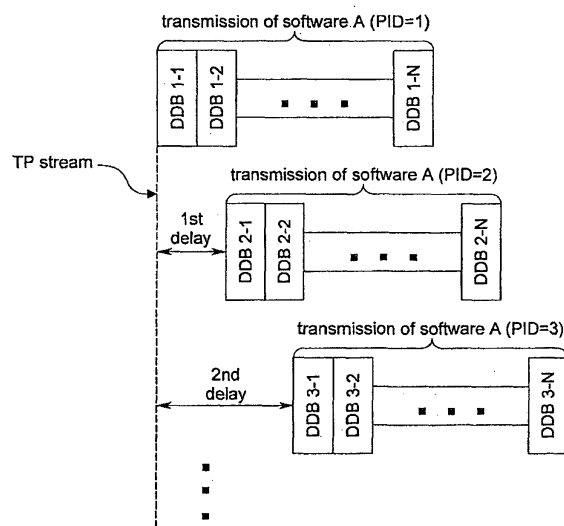 transmission of software A (PID=1)
DDB 1-1
DDB 1-2
DDB 1-N
TP stream
transmission of software A (PID=2)
1st
delay
DDB 2-1
DDB 2-2
DDB 2-N
transmission of software A (PID=3)
2nd
delay
DDB 3-1
DDB 3-2
DDB 3-N